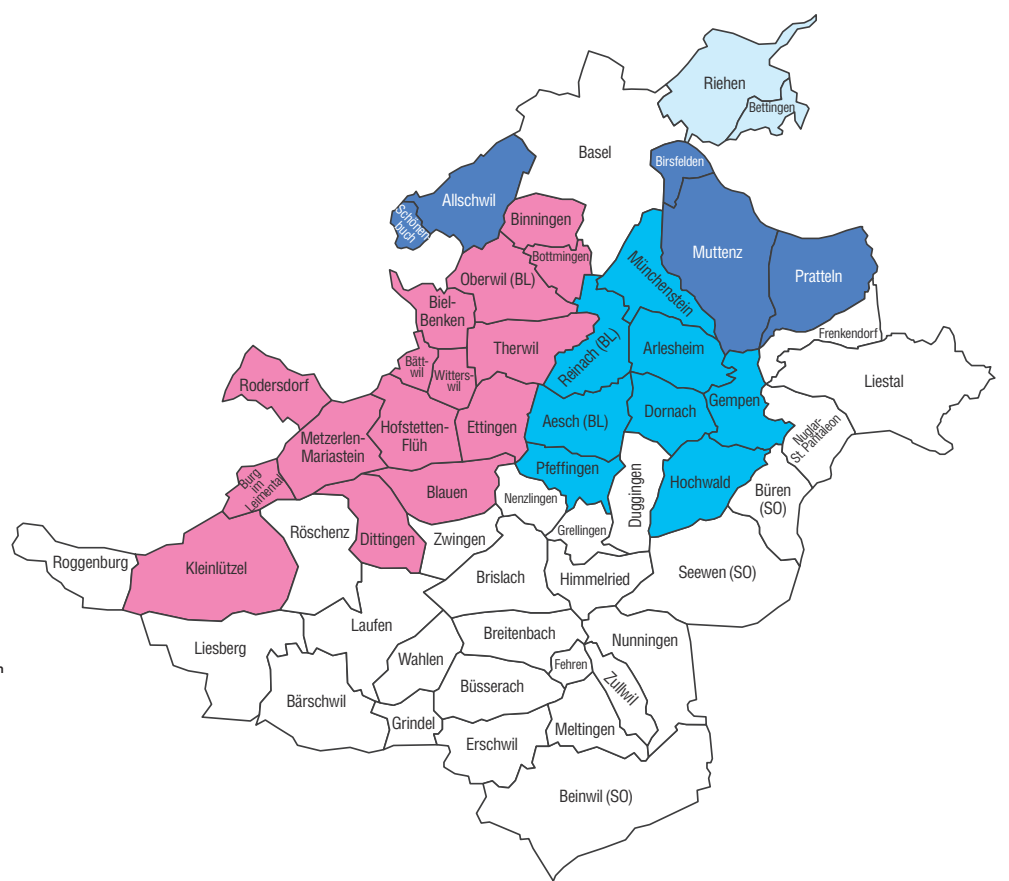 Riehen
Bettingen
Basel
Birsfelden
Allschwil
Schönen
buch
Binningen
Bottmingen
Muttenz
Münchenstein
Pratteln
Oberwil (BL)
Biel-
Benken
Frenkendorf
Therwil
Reinach (BL)
Arlesheim
Liestal
Bätt-
wil
Witters-
wil
Rodersdorf
Gempen
Dornach
Aesch (BL)
Hofstetten-
Flüh
Ettingen
Metzerlen-
Mariastein
Nuglar-
St. Pantaleon
Pfeffingen
Hochwald
Burg
im
Leimental
Blauen
Nenzlingen
Duggingen
Büren
(SO)
Röschenz
Grellingen
Dittingen
Zwingen
Roggenburg
Kleinlützel
Brislach
Himmelried
Seewen (SO)
Laufen
Breitenbach
Nunningen
Liesberg
Wahlen
Fehren
n
Büsserach
Zullwil
Bärschwil
Grindel
Meltingen
Erschwil
Beinwil (SO)